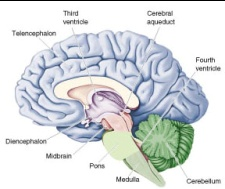 Third
ventricle
Cerebral
aqueduct
Telencephalon
Fourth
ventricle
Diencephalon
Midbrain
Pons
Medulla
Cerebellum